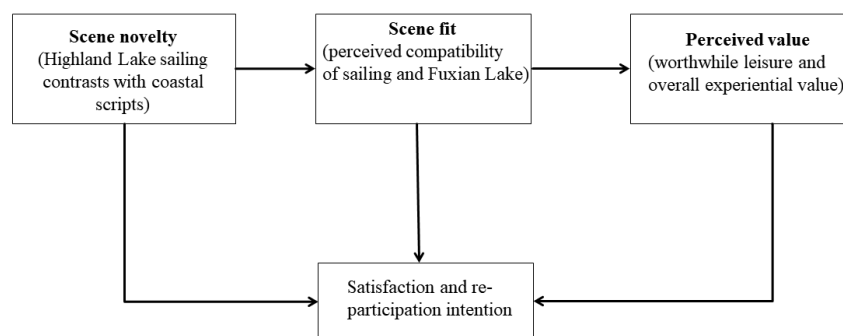 Scene novelty
(Highland Lake sailing
contrasts with coastal
scripts)
Scene fit
(perceived compatibility
of sailing and Fuxian Lake)
Perceived value
(worthwhile leisure and
overall experiential value)
Satisfaction and re-
participation intention